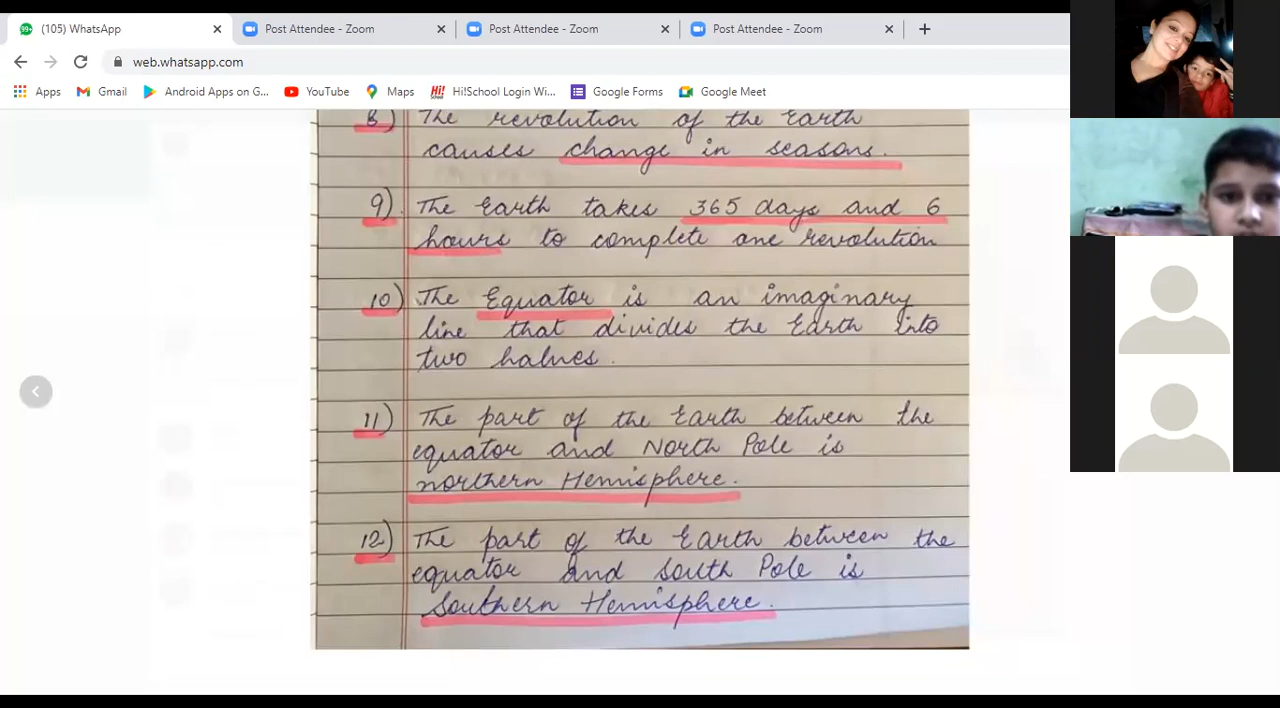 (105) WhatsApp
Post Attendee - Zoom
Post Attendee - Zoom
Post Attendee - Zoom
web.whatsapp.com
Apps
Gmail
Android Apps on G...
YouTube
Maps
Hi!School Login Wi...
Google Forms
Google Meet
8) The revolution of the Earth
causes change in seasons.
9) The Earth takes 365 days and 6
hours to complete one revolution
10) The Equator is an imaginary
line that divides the Earth into
two halves.
11) The part of the Earth between the
equator and North Pole is
northern Hemisphere.
12) The part of the Earth between the
equator and south Pole is
Southern Hemisphere.